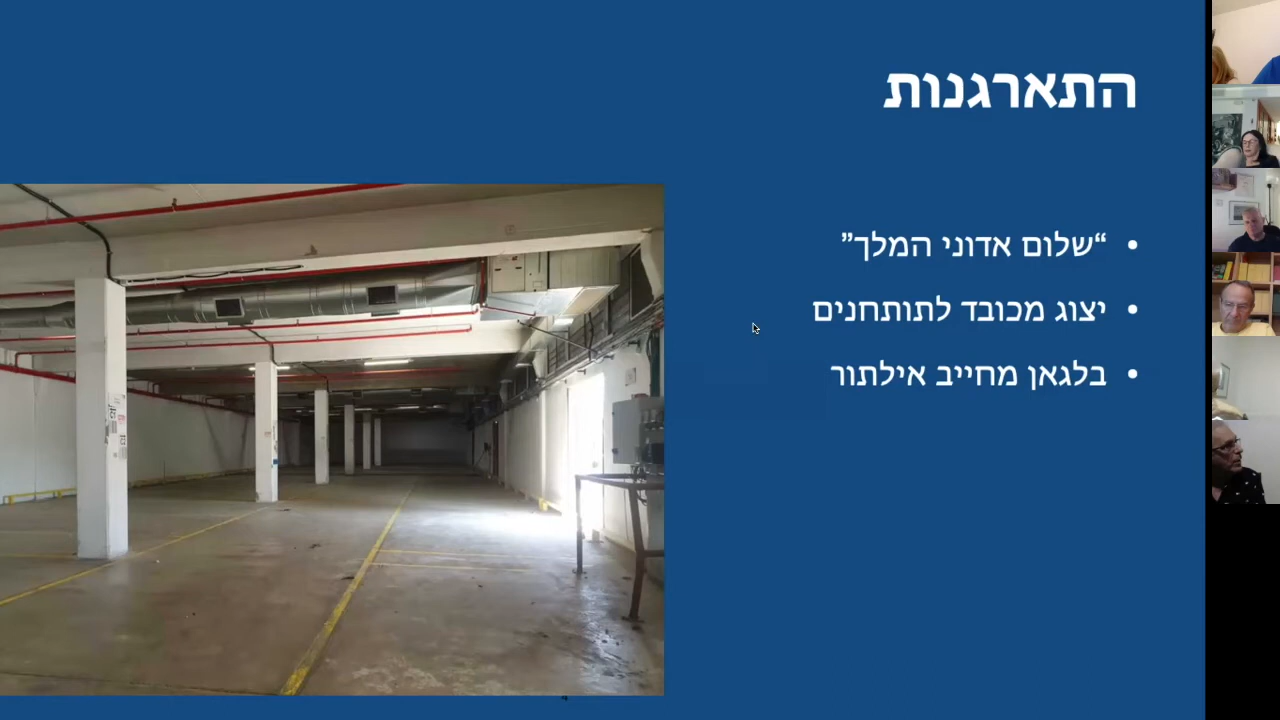 התארגנות
• “שלום אדוני המלך”
• יצוג מכובד לתותחנים
• בלגאן מחייב אילתור